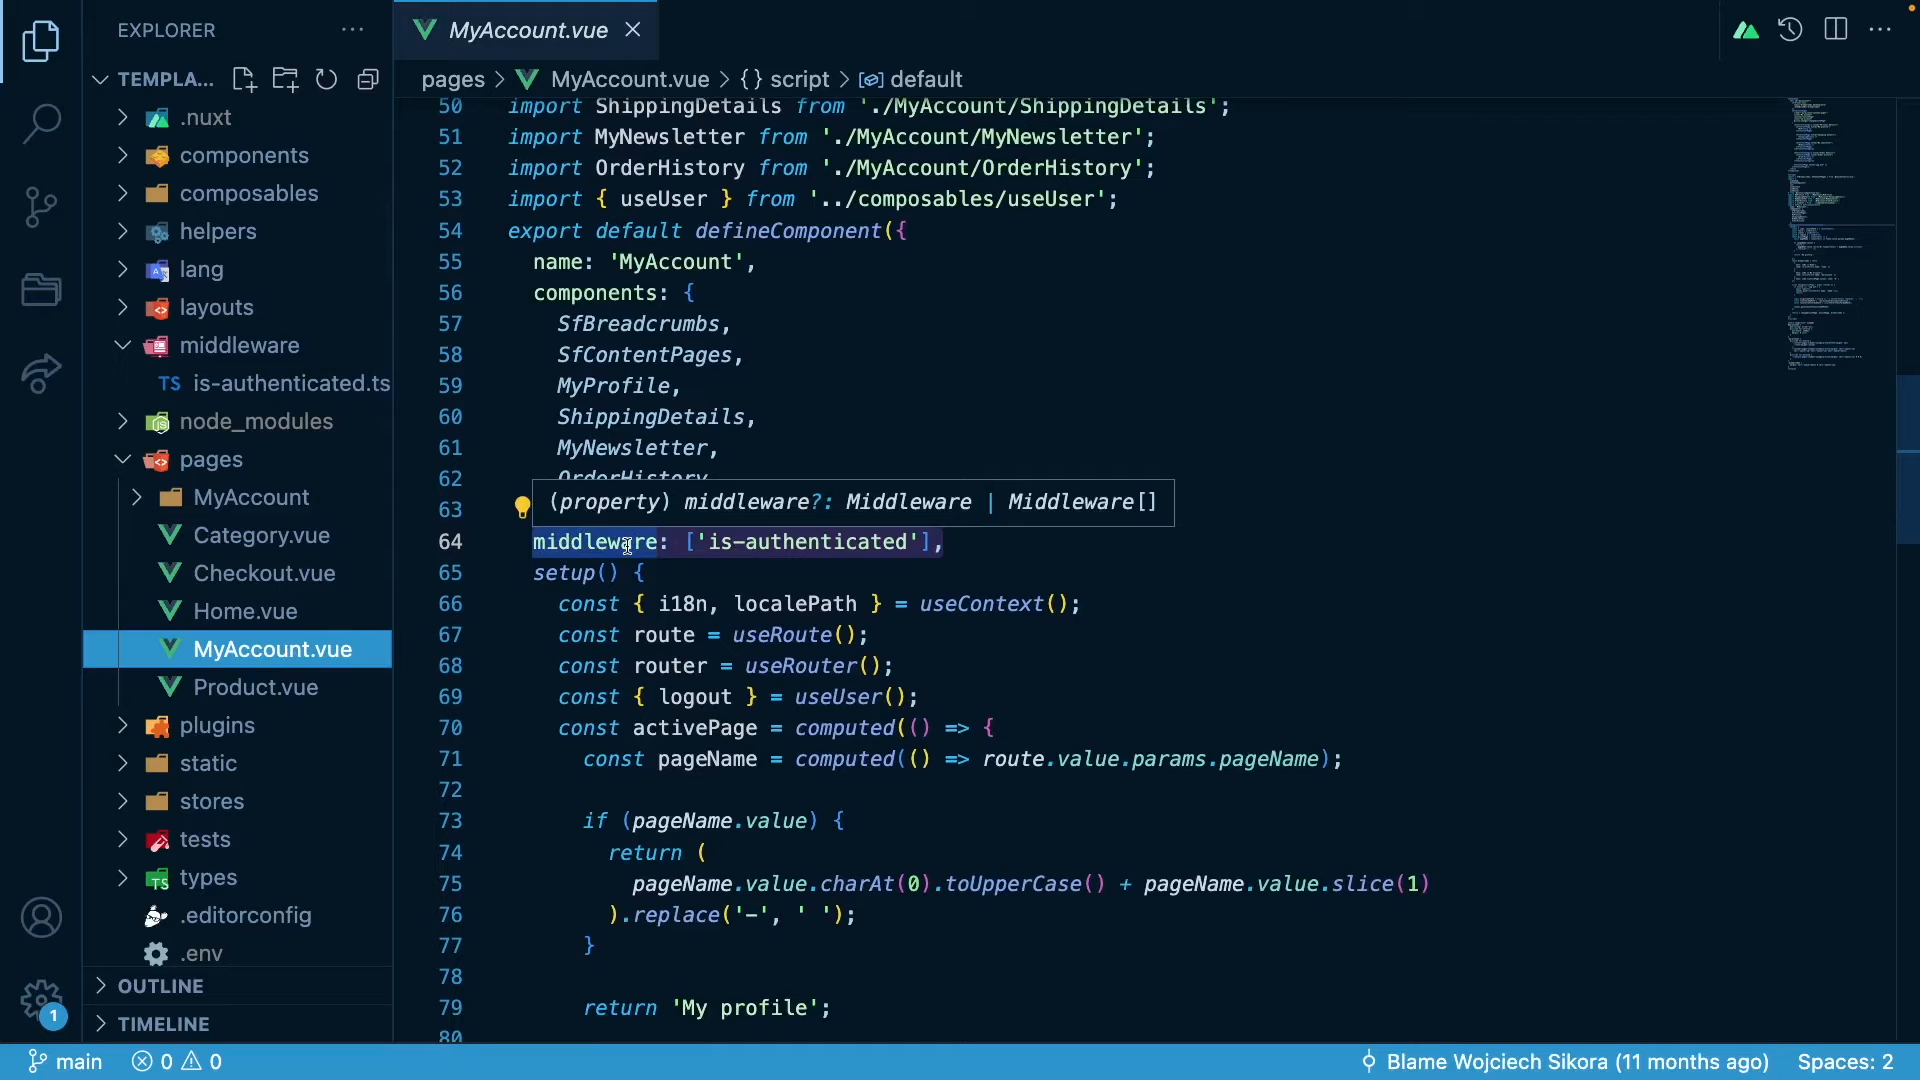 EXPLORER
TEMPLA...
.nuxt
components
composables
helpers
lang
layouts
middleware
TS is-authenticated.ts
node_modules
pages
MyAccount
Category.vue
Checkout.vue
Home.vue
MyAccount.vue
Product.vue
plugins
static
stores
tests
types
.editorconfig
.env
OUTLINE
TIMELINE
1
MyAccount.vue
pages > MyAccount.vue > {} script > default
50 import ShippingDetails from './MyAccount/ShippingDetails';
51 import MyNewsletter from './MyAccount/MyNewsletter';
52 import OrderHistory from './MyAccount/OrderHistory';
53 import { useUser } from '../composables/useUser';
54 export default defineComponent({
55 name: 'MyAccount',
56 components: {
57 SfBreadcrumbs,
58 SfContentPages,
59 MyProfile,
60 ShippingDetails,
61 MyNewsletter,
62 OrderHistory
63 (property) middleware?: Middleware | Middleware[]
64 middleware: ['is-authenticated'],
65 setup() {
66 const { i18n, localePath } = useContext();
67 const route = useRoute();
68 const router = useRouter();
69 const { logout } = useUser();
70 const activePage = computed(() => {
71 const pageName = computed(() => route.value.params.pageName);
72
73 if (pageName.value) {
74 return (
75 pageName.value.charAt(0).toUpperCase() + pageName.value.slice(1)
76 ).replace('-', ' ');
77 }
78
79 return 'My profile';
80
main 0 0
Blame Wojciech Sikora (11 months ago) Spaces: 2